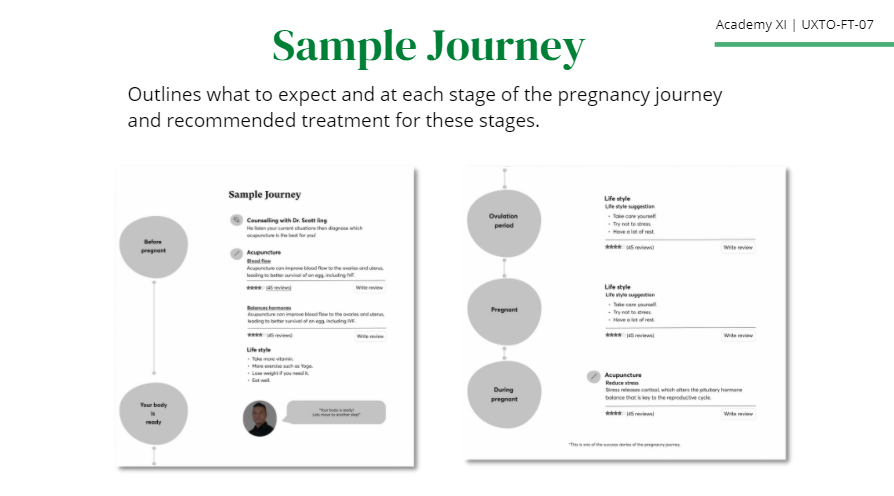 Academy XI | UXTO-FT-07
Sample Journey
Outlines what to expect and at each stage of the pregnancy journey
and recommended treatment for these stages.
Sample Journey
Before
pregnant
Counselling with Dr. Scott ling
He listen your current situations then diagnose which
acupuncture is the best for you!
Acupuncture
Blood flow
Acupuncture can improve blood flow to the ovaries and uterus,
leading to better survival of an egg, including IVF.
(45 reviews)
Write review
Balances hormones
Acupuncture can improve blood flow to the ovaries and uterus,
leading to better survival of an egg, including IVF.
(45 reviews)
Write review
Life style
• Take more vitamin.
• More exercise such as Yoga.
• Lose weight if you need it.
• Eat well.
Your body
is
ready
"Your body is ready!
Lets move to another step!"
Ovulation
period
Life style
Life style suggestion
• Take care yourself.
• Try not to stress.
• Have a lot of rest.
(45 reviews)
Write review
Pregnant
Life style
Life style suggestion
• Take care yourself.
• Try not to stress.
• Have a lot of rest.
(45 reviews)
Write review
During
pregnant
Acupuncture
Reduce stress
Stress releases cortisol, which alters the pituitary hormone
balance that is key to the reproductive cycle.
(45 reviews)
Write review
*This is one of the success stories of the pregnancy journey.